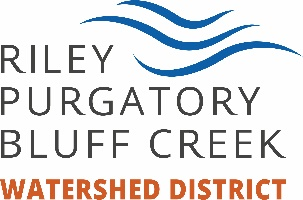 RILEY
PURGATORY
BLUFF CREEK
WATERSHED DISTRICT